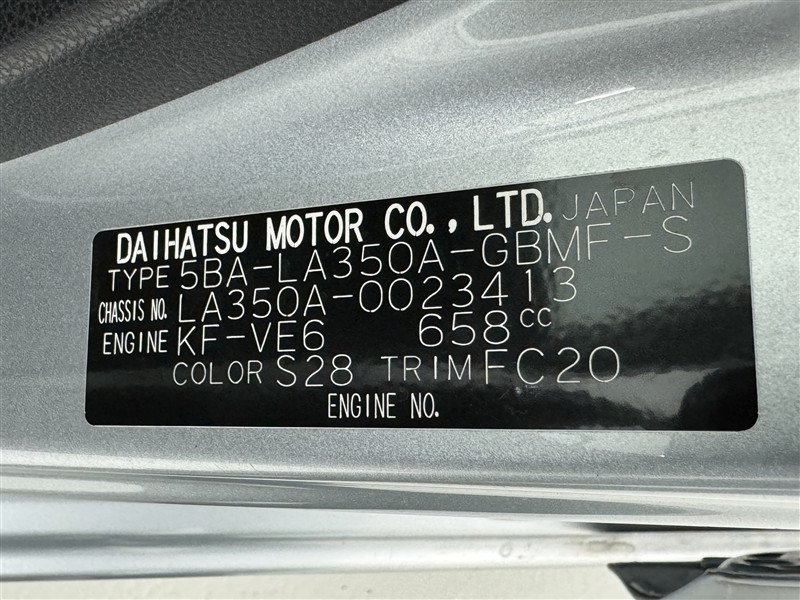 DAIHATSU MOTOR CO., LTD. JAPAN
TYPE 5BA-LA350A-GBMF-S
CHASSIS NO. LA350A-0023413
ENGINE KF-VE6 658cc
COLOR S28 TRIM FC20
ENGINE NO.